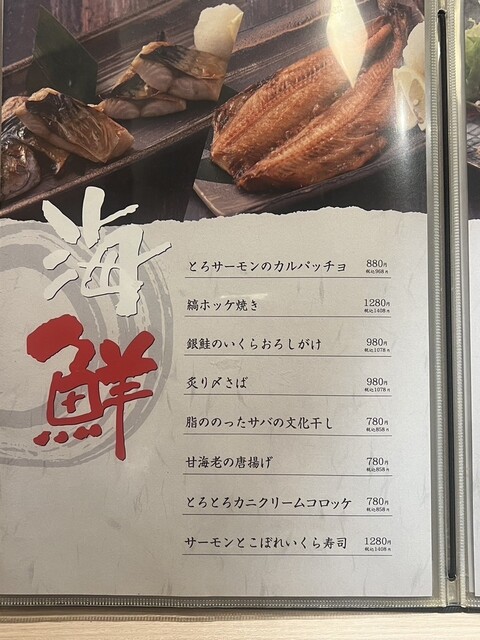 海鮮
とろサーモンのカルパッチョ 880円
税込968円
縞ホッケ焼き 1280円
税込1408円
銀鮭のいくらおろしがけ 980円
税込1078円
炙り〆さば 980円
税込1078円
脂ののったサバの文化干し 780円
税込858円
甘海老の唐揚げ 780円
税込858円
とろとろカニクリームコロッケ 780円
税込858円
サーモンとこぼれいくら寿司 1280円
税込1408円